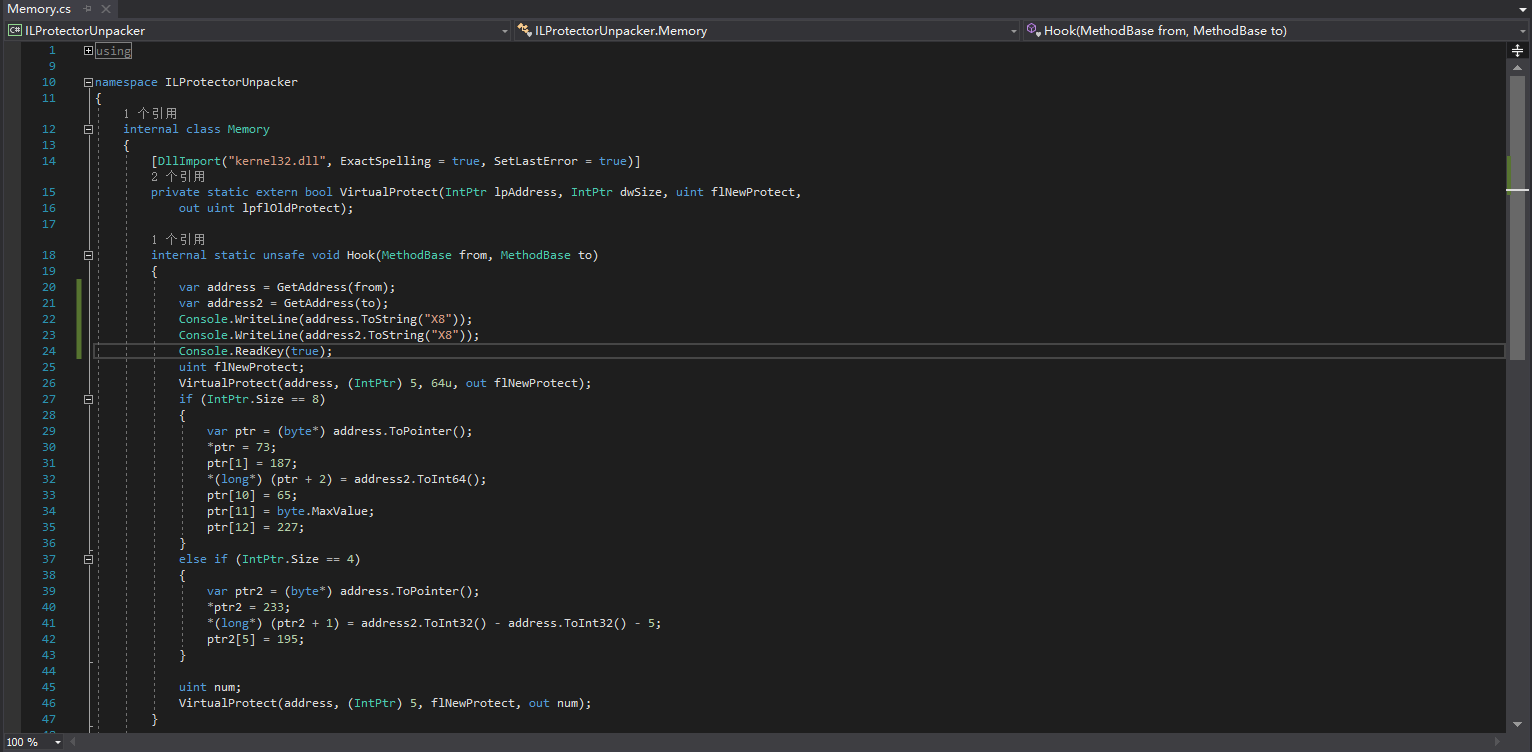 Memory.cs
ILProtectorUnpacker ILProtectorUnpacker.Memory Hook(MethodBase from, MethodBase to)
1 using
9
10 namespace ILProtectorUnpacker
11 {
1 个引用
12 internal class Memory
13 {
14 [DllImport("kernel32.dll", ExactSpelling = true, SetLastError = true)]
2 个引用
15 private static extern bool VirtualProtect(IntPtr lpAddress, IntPtr dwSize, uint flNewProtect,
16 out uint lpflOldProtect);
17
1 个引用
18 internal static unsafe void Hook(MethodBase from, MethodBase to)
19 {
20 var address = GetAddress(from);
21 var address2 = GetAddress(to);
22 Console.WriteLine(address.ToString("X8"));
23 Console.WriteLine(address2.ToString("X8"));
24 Console.ReadKey(true);
25 uint flNewProtect;
26 VirtualProtect(address, (IntPtr) 5, 64u, out flNewProtect);
27 if (IntPtr.Size == 8)
28 {
29 var ptr = (byte*) address.ToPointer();
30 *ptr = 73;
31 ptr[1] = 187;
32 *(long*) (ptr + 2) = address2.ToInt64();
33 ptr[10] = 65;
34 ptr[11] = byte.MaxValue;
35 ptr[12] = 227;
36 }
37 else if (IntPtr.Size == 4)
38 {
39 var ptr2 = (byte*) address.ToPointer();
40 *ptr2 = 233;
41 *(long*) (ptr2 + 1) = address2.ToInt32() - address.ToInt32() - 5;
42 ptr2[5] = 195;
43 }
44
45 uint num;
46 VirtualProtect(address, (IntPtr) 5, flNewProtect, out num);
47 }
100 %